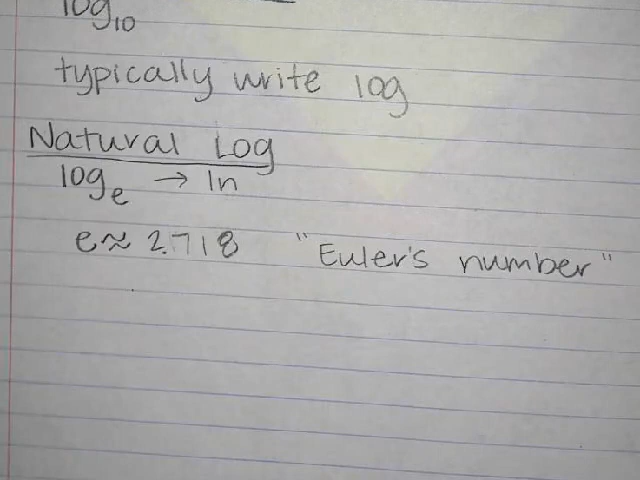 log₁₀
typically write log
Natural Log
logₑ → ln
e ≈ 2.718 "Euler's number"